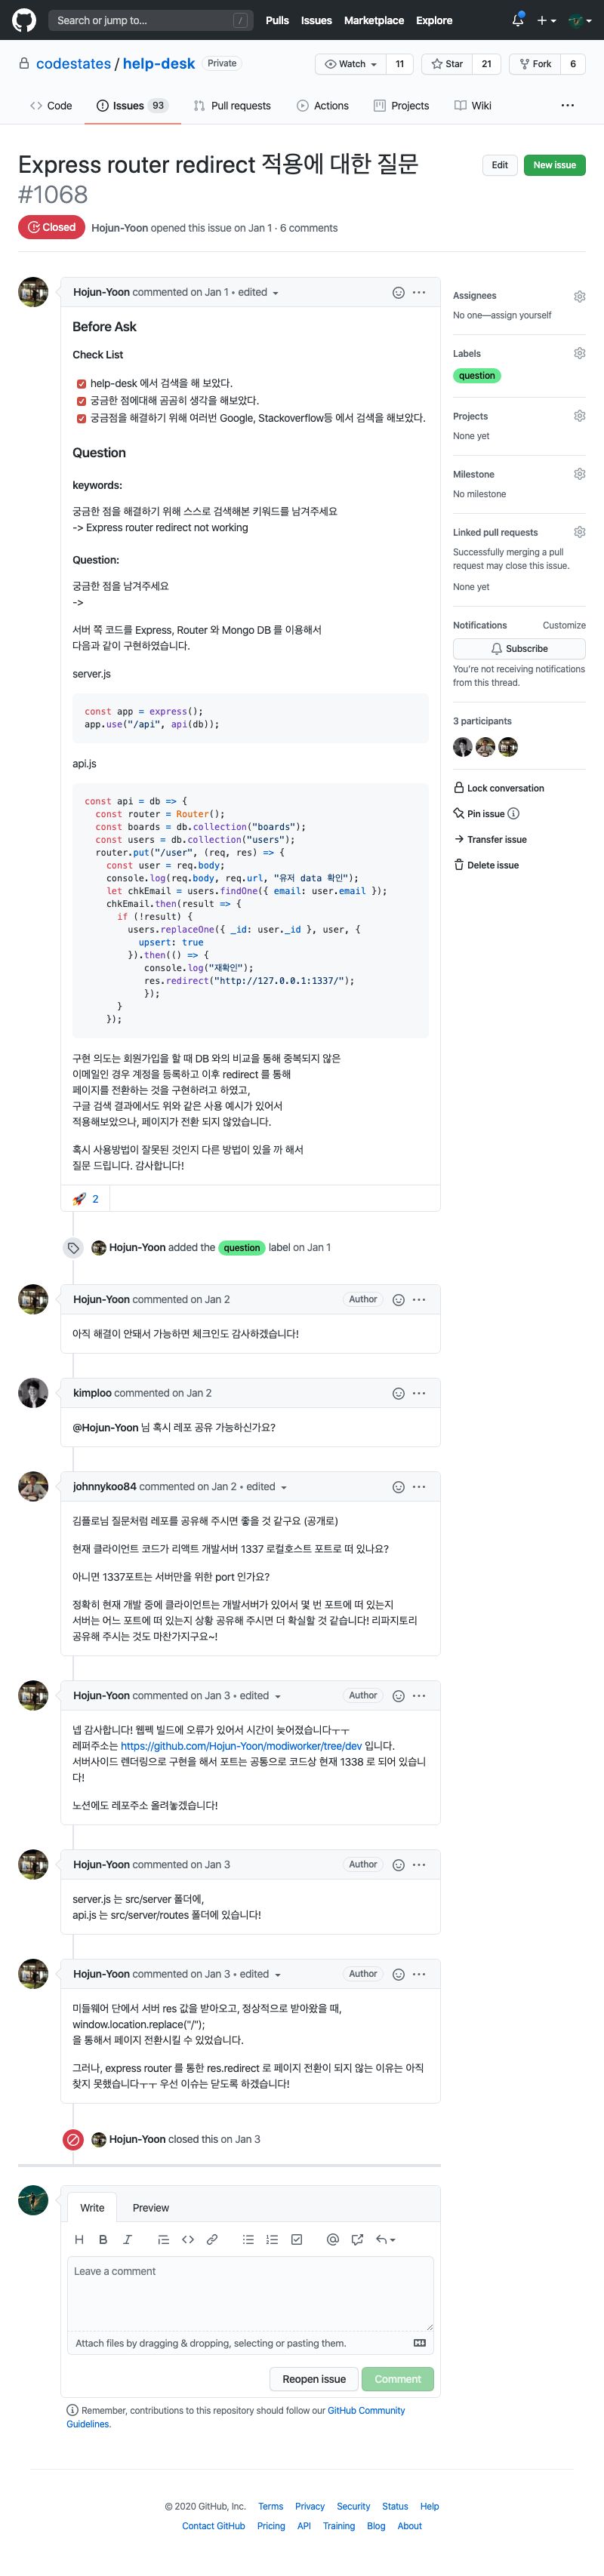 Search or jump to...
/
Pulls Issues Marketplace Explore
codestates / help-desk Private
Watch 11 Star 21 Fork 6
Code Issues 93 Pull requests Actions Projects Wiki
Express router redirect 적용에 대한 질문
#1068
Edit New issue
Closed Hojun-Yoon opened this issue on Jan 1 · 6 comments
Hojun-Yoon commented on Jan 1 • edited
Before Ask
Check List
help-desk 에서 검색을 해 보았다.
궁금한 점에대해 곰곰히 생각을 해보았다.
궁금점을 해결하기 위해 여러번 Google, Stackoverflow등 에서 검색을 해보았다.
Question
keywords:
궁금한 점을 해결하기 위해 스스로 검색해본 키워드를 남겨주세요
-> Express router redirect not working
Question:
궁금한 점을 남겨주세요
->
서버 쪽 코드를 Express, Router 와 Mongo DB 를 이용해서
다음과 같이 구현하였습니다.
server.js
const app = express();
app.use("/api", api(db));
api.js
const api = db => {
const router = Router();
const boards = db.collection("boards");
const users = db.collection("users");
router.put("/user", (req, res) => {
const user = req.body;
console.log(req.body, req.url, "유저 data 확인");
let chkEmail = users.findOne({ email: user.email });
chkEmail.then(result => {
if (!result) {
users.replaceOne({ _id: user._id }, user, {
upsert: true
}).then(() => {
console.log("재확인");
res.redirect("http://127.0.0.1:1337/");
});
}
});
구현 의도는 회원가입을 할 때 DB 와의 비교를 통해 중복되지 않은
이메일인 경우 계정을 등록하고 이후 redirect 를 통해
페이지를 전환하는 것을 구현하려고 하였고,
구글 검색 결과에서도 위와 같은 사용 예시가 있어서
적용해보았으나, 페이지가 전환 되지 않았습니다.
혹시 사용방법이 잘못된 것인지 다른 방법이 있을 까 해서
질문 드립니다. 감사합니다!
🚀 2
Hojun-Yoon added the question label on Jan 1
Hojun-Yoon commented on Jan 2 Author
아직 해결이 안돼서 가능하면 체크인도 감사하겠습니다!
kimploo commented on Jan 2
@Hojun-Yoon 님 혹시 레포 공유 가능하신가요?
johnnykoo84 commented on Jan 2 • edited
김플로님 질문처럼 레포를 공유해 주시면 좋을 것 같구요 (공개로)
현재 클라이언트 코드가 리액트 개발서버 1337 로컬호스트 포트로 떠 있나요?
아니면 1337포트는 서버만을 위한 port 인가요?
정확히 현재 개발 중에 클라이언트는 개발서버가 있어서 몇 번 포트에 떠 있는지
서버는 어느 포트에 떠 있는지 상황 공유해 주시면 더 확실할 것 같습니다! 리파지토리
공유해 주시는 것도 마찬가지구요~!
Hojun-Yoon commented on Jan 3 • edited Author
넵 감사합니다! 웹펙 빌드에 오류가 있어서 시간이 늦어졌습니다ㅜㅜ
레퍼주소는 https://github.com/Hojun-Yoon/modiworker/tree/dev 입니다.
서버사이드 렌더링으로 구현을 해서 포트는 공통으로 코드상 현재 1338 로 되어 있습니
다!
노션에도 레포주소 올려놓겠습니다!
Hojun-Yoon commented on Jan 3 Author
server.js 는 src/server 폴더에,
api.js 는 src/server/routes 폴더에 있습니다!
Hojun-Yoon commented on Jan 3 • edited Author
미들웨어 단에서 서버 res 값을 받아오고, 정상적으로 받아왔을 때,
window.location.replace("/");
을 통해서 페이지 전환시킬 수 있었습니다.
그러나, express router 를 통한 res.redirect 로 페이지 전환이 되지 않는 이유는 아직
찾지 못했습니다ㅜㅜ 우선 이슈는 닫도록 하겠습니다!
Hojun-Yoon closed this on Jan 3
Write Preview
Leave a comment
Attach files by dragging & dropping, selecting or pasting them.
Reopen issue Comment
Remember, contributions to this repository should follow our GitHub Community
Guidelines.
Assignees
No one—assign yourself
Labels
question
Projects
None yet
Milestone
No milestone
Linked pull requests
Successfully merging a pull
request may close this issue.
None yet
Notifications Customize
Subscribe
You're not receiving notifications
from this thread.
3 participants
Lock conversation
Pin issue
Transfer issue
Delete issue
© 2020 GitHub, Inc. Terms Privacy Security Status Help
Contact GitHub Pricing API Training Blog About